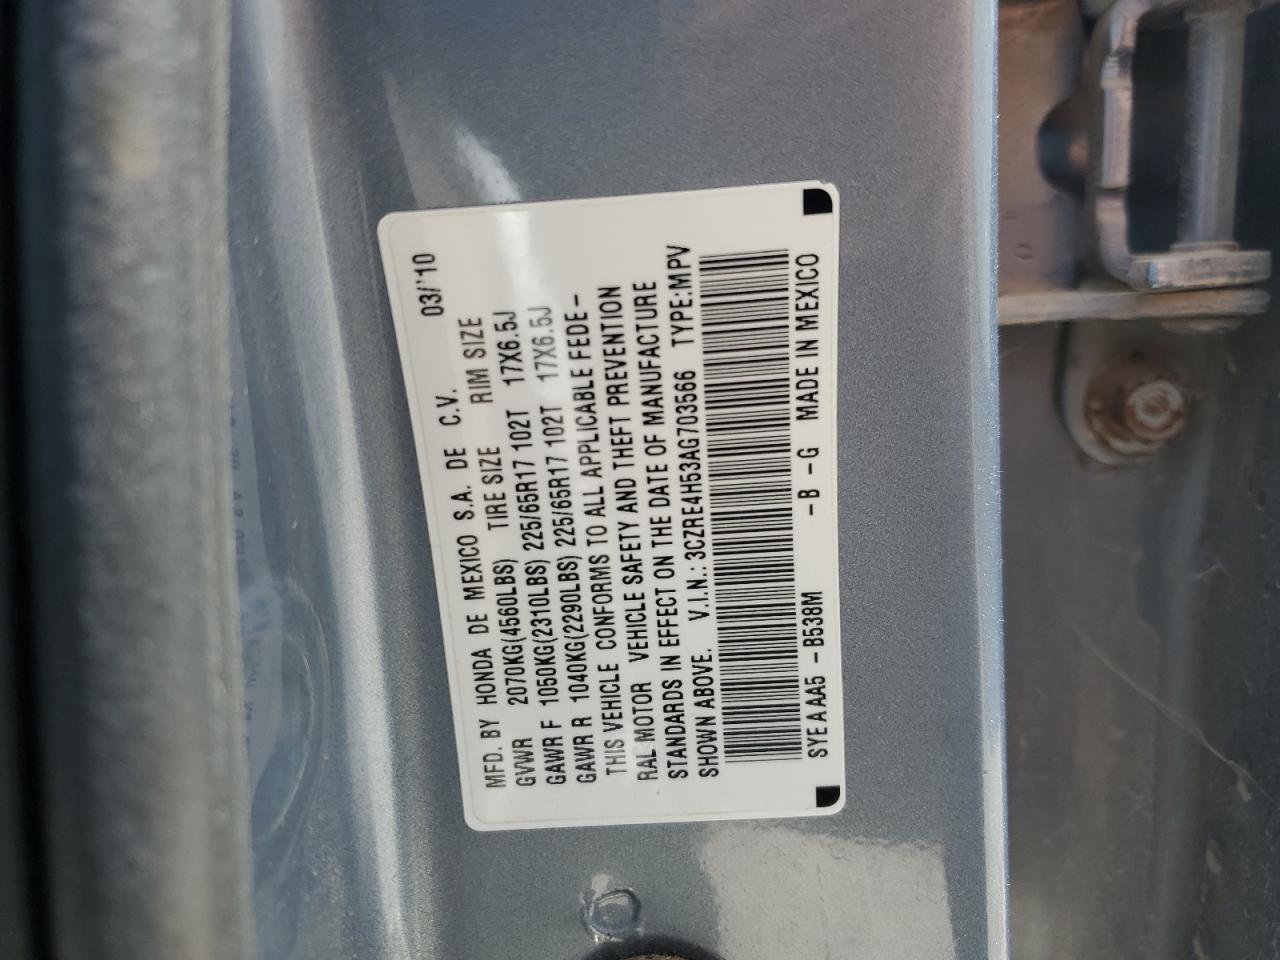 MFD. BY HONDA DE MEXICO S.A. DE C.V. 03/'10
GVWR 2070KG(4560LBS) TIRE SIZE RIM SIZE
GAWR F 1050KG(2310LBS) 225/65R17 102T 17X6.5J
GAWR R 1040KG(2290LBS) 225/65R17 102T 17X6.5J
THIS VEHICLE CONFORMS TO ALL APPLICABLE FEDE-
RAL MOTOR VEHICLE SAFETY AND THEFT PREVENTION
STANDARDS IN EFFECT ON THE DATE OF MANUFACTURE
SHOWN ABOVE. V.I.N.: 3CZRE4H53AG703566 TYPE:MPV
SYE A AA5 - B538M - B - G MADE IN MEXICO